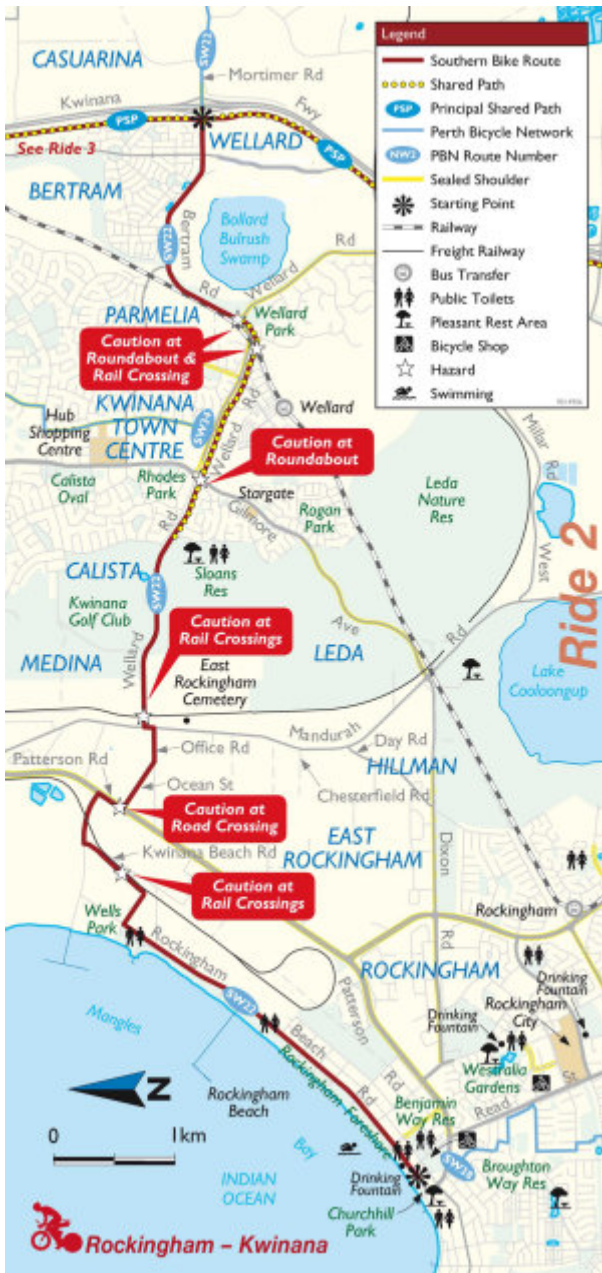 SW22
CASUARINA
Mortimer Rd
Kwinana
Fwy
PSP
PSP
See Ride 3
WELLARD
BERTRAM
SW22
Bertram
Rd
Bollard
Bulrush
Swamp
Rd
Wellard
PARMELIA
Wellard
Park
Caution at
Roundabout &
Rail Crossing
KWINANA
TOWN
CENTRE
Hub
Shopping
Centre
Rd
Wellard
Wellard
Caution at
Roundabout
Calista
Oval
Rhodes
Park
Stargate
Gilmore
Rogan
Park
Leda
Nature
Res
Millar
Rd
West
Rd
CALISTA
SW22
Sloans
Res
Kwinana
Golf Club
Ave
Caution at
Rail Crossings
MEDINA
Wellard
East
Rockingham
Cemetery
LEDA
Rd
Lake
Cooloongup
Ride 2
Mandurah
Office Rd
Day Rd
HILLMAN
Patterson Rd
Ocean St
Chesterfield Rd
Caution at
Road Crossing
EAST
ROCKINGHAM
Dixon
Rd
Kwinana Beach Rd
Caution at
Rail Crossings
Wells
Park
Rockingham
Rockingham
SW22
Beach
Rd
ROCKINGHAM
Patterson
Rd
Drinking
Fountain
Drinking
Fountain
Rockingham
City
Mangles
Bay
Westralia
Gardens
Rockingham
Beach
Rockingham Foreshore
Benjamin
Way Res
Read
St
N
0
1km
INDIAN
OCEAN
Drinking
Fountain
Churchhill
Park
Broughton
Way Res
Rockingham – Kwinana
Legend
Southern Bike Route
Shared Path
PSP
Principal Shared Path
Perth Bicycle Network
NW2
PBN Route Number
Sealed Shoulder
Starting Point
Railway
Freight Railway
Bus Transfer
Public Toilets
Pleasant Rest Area
Bicycle Shop
Hazard
Swimming